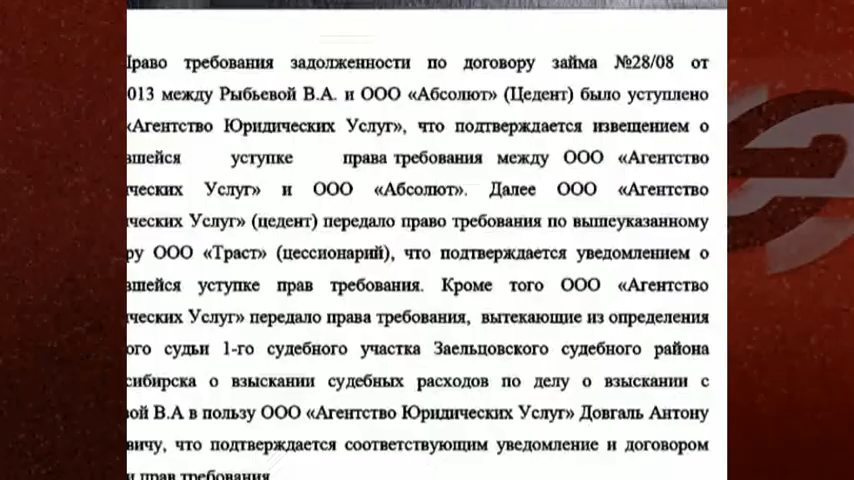 Право требования задолженности по договору займа №28/08 от
013 между Рыбьевой В.А. и ООО «Абсолют» (Цедент) было уступлено
«Агентство Юридических Услуг», что подтверждается извещением о
вшейся уступке права требования между ООО «Агентство
ческих Услуг» и ООО «Абсолют». Далее ООО «Агентство
ческих Услуг» (цедент) передало право требования по вышеуказанному
ру ООО «Траст» (цессионарий), что подтверждается уведомлением о
вшейся уступке прав требования. Кроме того ООО «Агентство
ческих Услуг» передало права требования, вытекающие из определения
ого судьи 1-го судебного участка Заельцовского судебного района
сибирска о взыскании судебных расходов по делу о взыскании с
вой В.А в пользу ООО «Агентство Юридических Услуг» Довгаль Антону
вичу, что подтверждается соответствующим уведомление и договором
и прав требования